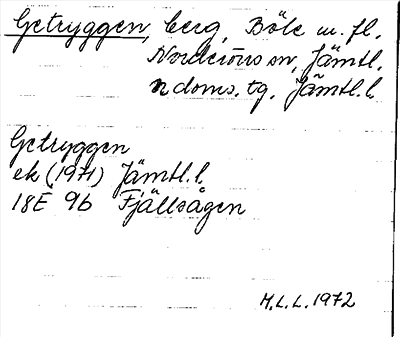 Getryggen, berg, Böle m. fl.
Norderöns sn, Jämtl.
n doms. tg. Jämtl. l.
Getryggen
ek (1971) Jämtl. l.
18E 9b Fjällsågen
M.L.L. 1972